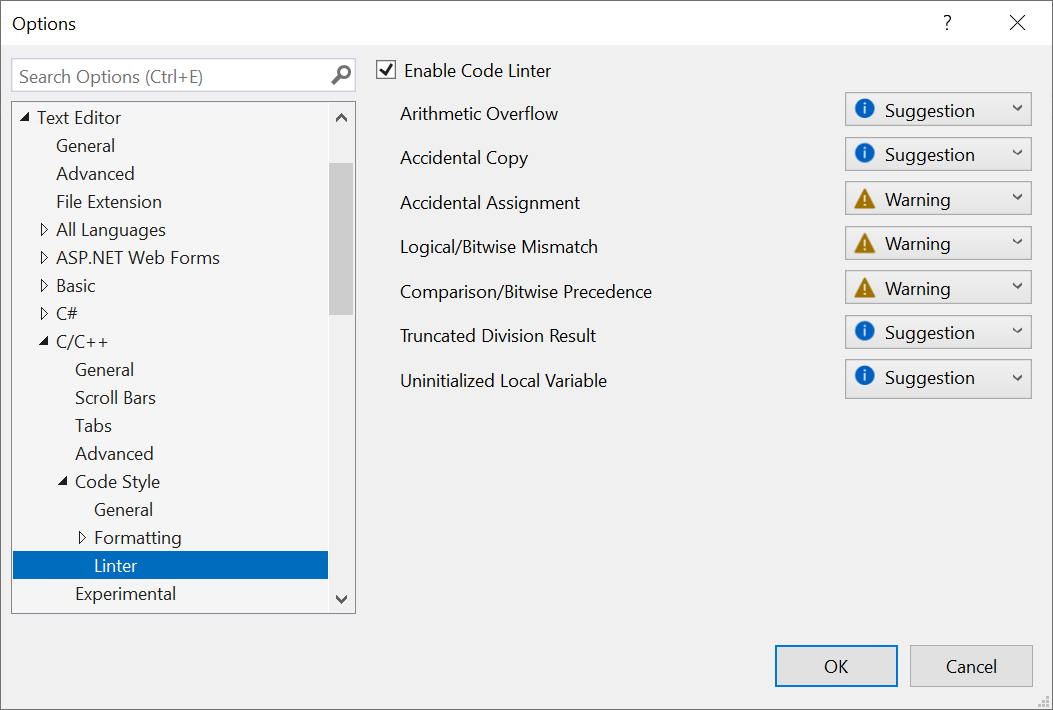 Options
?
Search Options (Ctrl+E)
Text Editor
General
Advanced
File Extension
All Languages
ASP.NET Web Forms
Basic
C#
C/C++
General
Scroll Bars
Tabs
Advanced
Code Style
General
Formatting
Linter
Experimental
Enable Code Linter
Arithmetic Overflow Suggestion
Accidental Copy Suggestion
Accidental Assignment Warning
Logical/Bitwise Mismatch Warning
Comparison/Bitwise Precedence Warning
Truncated Division Result Suggestion
Uninitialized Local Variable Suggestion
OK Cancel